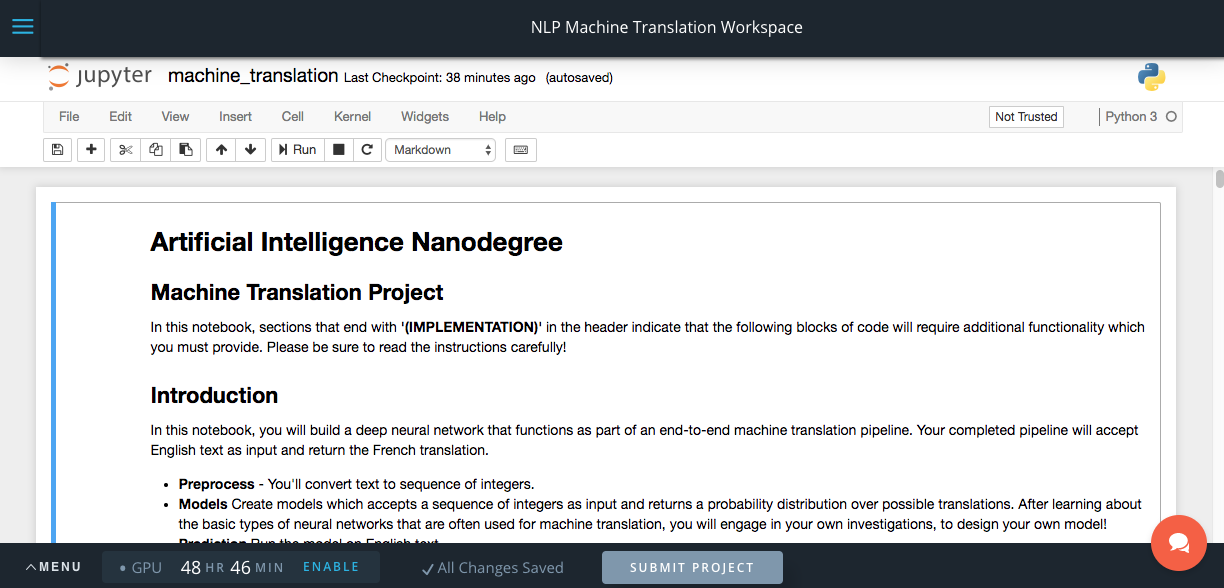 NLP Machine Translation Workspace
jupyter machine_translation Last Checkpoint: 38 minutes ago (autosaved)
File Edit View Insert Cell Kernel Widgets Help Not Trusted Python 3
Run Markdown
Artificial Intelligence Nanodegree
Machine Translation Project
In this notebook, sections that end with '(IMPLEMENTATION)' in the header indicate that the following blocks of code will require additional functionality which
you must provide. Please be sure to read the instructions carefully!
Introduction
In this notebook, you will build a deep neural network that functions as part of an end-to-end machine translation pipeline. Your completed pipeline will accept
English text as input and return the French translation.
• Preprocess - You'll convert text to sequence of integers.
• Models Create models which accepts a sequence of integers as input and returns a probability distribution over possible translations. After learning about
the basic types of neural networks that are often used for machine translation, you will engage in your own investigations, to design your own model!
• Prediction Run the model on English text.
MENU • GPU 48 HR 46 MIN ENABLE All Changes Saved SUBMIT PROJECT